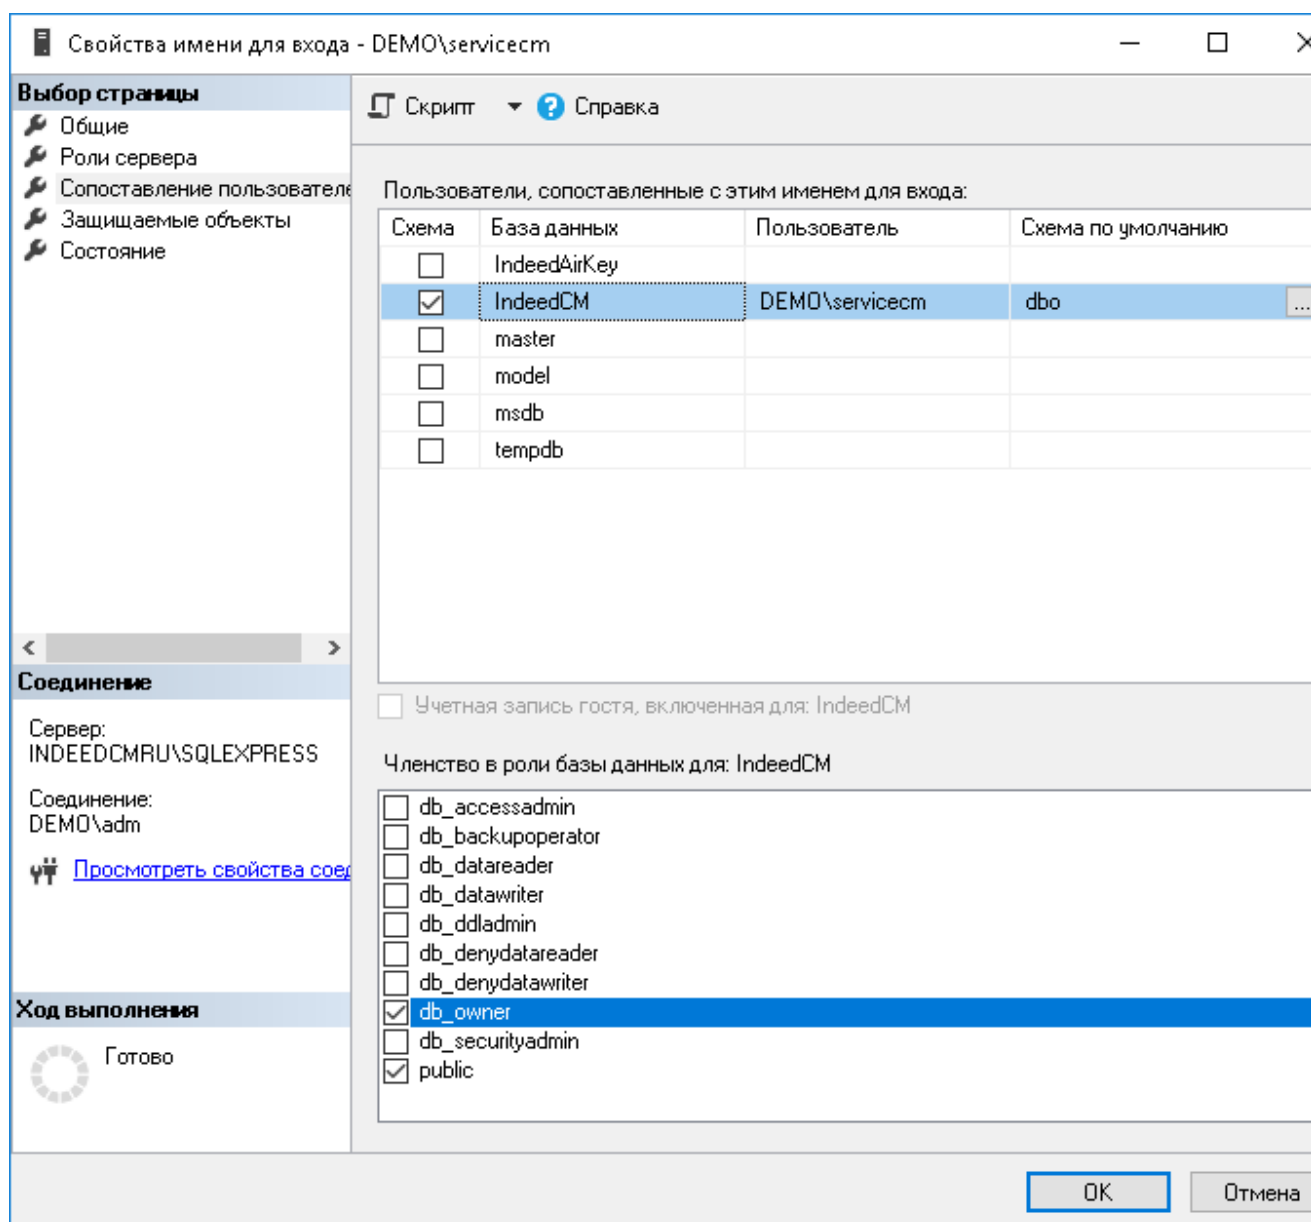 Свойства имени для входа - DEMO\servicecm
Выбор страницы
Общие
Роли сервера
Сопоставление пользователе
Защищаемые объекты
Состояние
Скрипт
Справка
Пользователи, сопоставленные с этим именем для входа:
Схема База данных Пользователь Схема по умолчанию
IndeedAirKey
IndeedCM DEMO\servicecm dbo ...
master
model
msdb
tempdb
Учетная запись гостя, включенная для: IndeedCM
Соединение
Сервер:
INDEEDCMRU\SQLEXPRESS
Соединение:
DEMO\adm
Просмотреть свойства соед
Членство в роли базы данных для: IndeedCM
db_accessadmin
db_backupoperator
db_datareader
db_datawriter
db_ddladmin
db_denydatareader
db_denydatawriter
db_owner
db_securityadmin
public
Ход выполнения
Готово
OK
Отмена